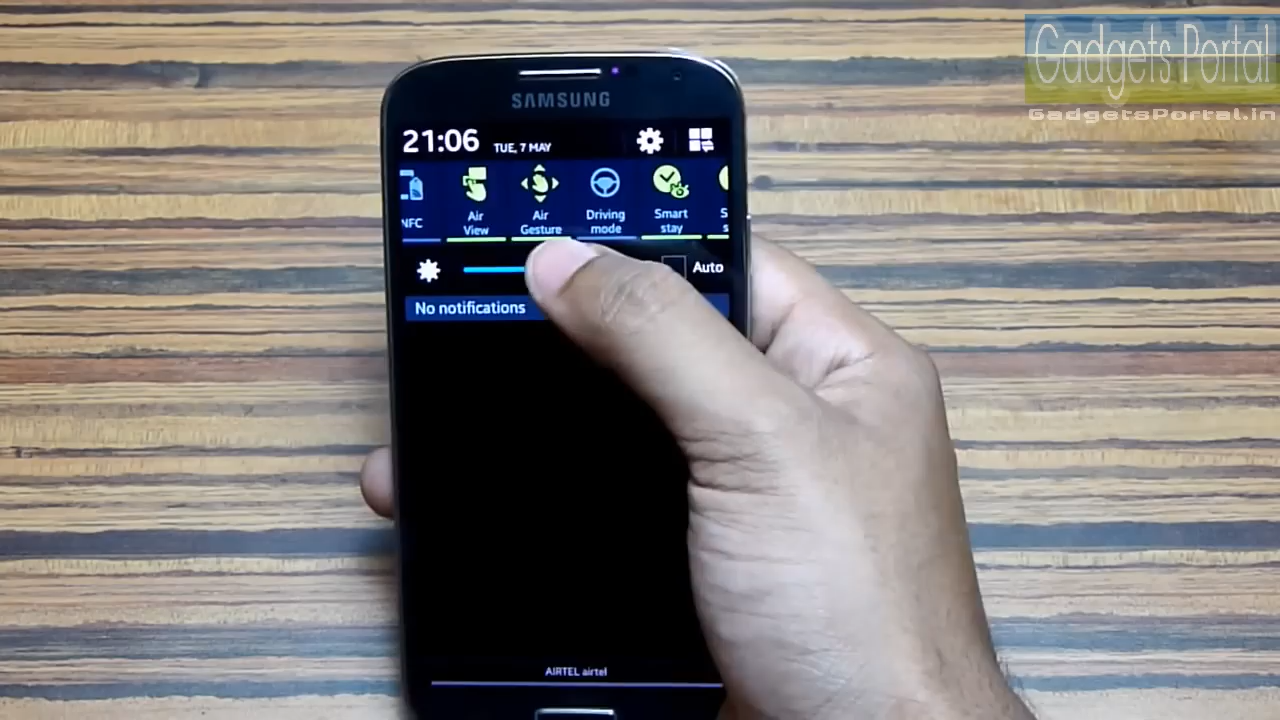 Gadgets Portal
GadgetsPortal.in
SAMSUNG
21:06 TUE, 7 MAY
NFC
Air View
Air Gesture
Driving mode
Smart stay
Auto
No notifications
AIRTEL airtel